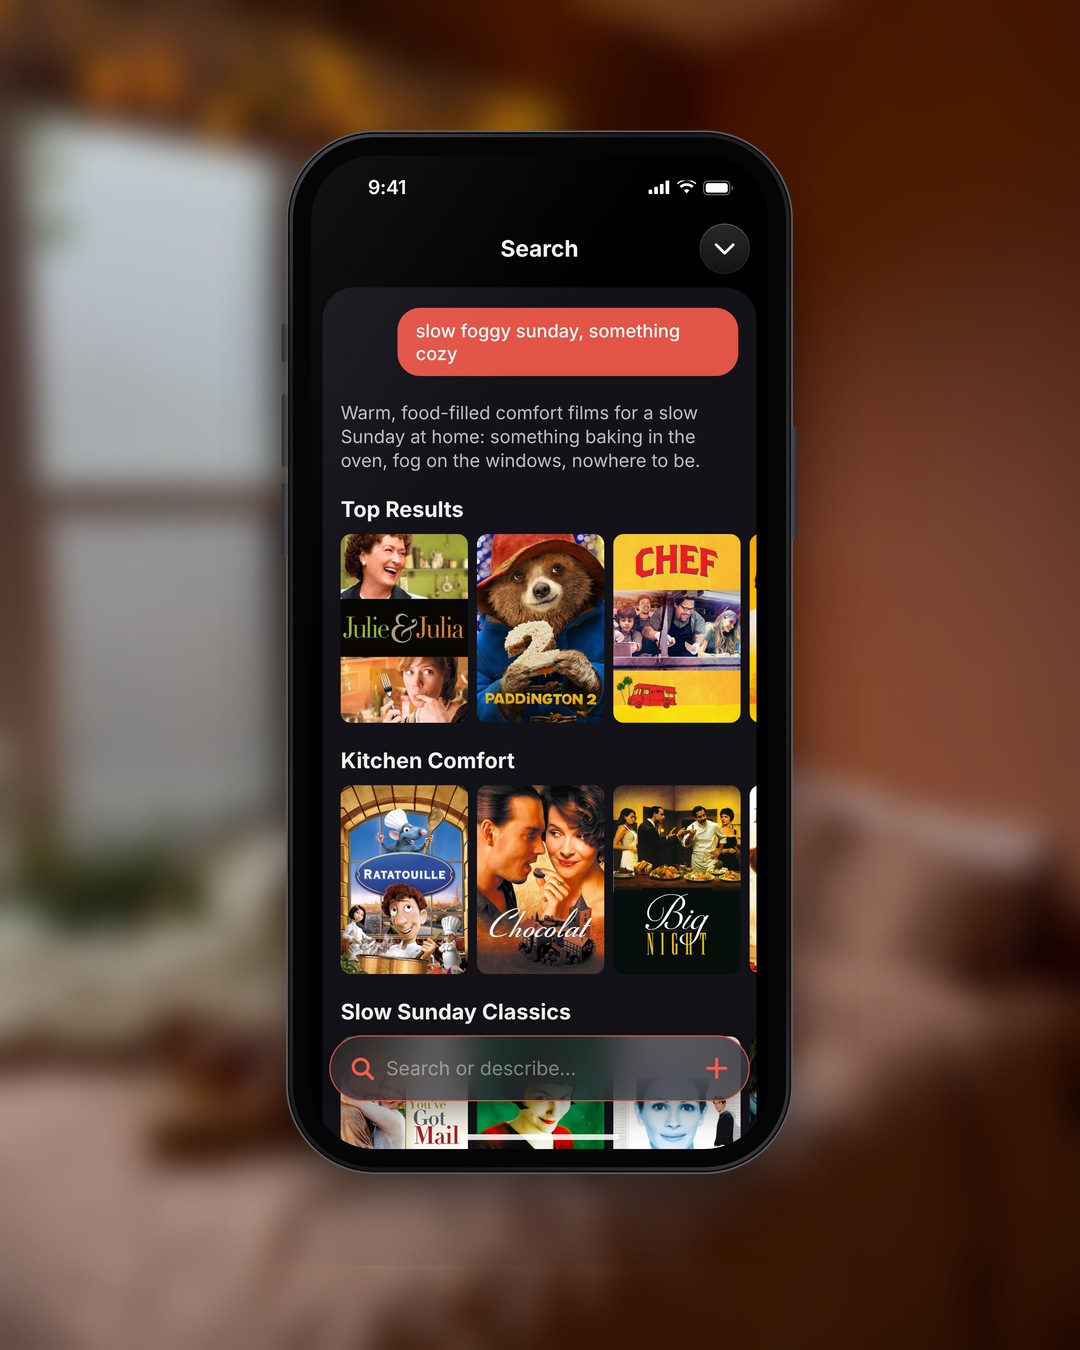 9:41
Search
slow foggy sunday, something
cozy
Warm, food-filled comfort films for a slow
Sunday at home: something baking in the
oven, fog on the windows, nowhere to be.
Top Results
Julie & Julia
2
PADDINGTON 2
CHEF
Kitchen Comfort
RATATOUILLE
Chocolat
Big
NIGHT
Slow Sunday Classics
Search or describe...
You've
Got
Mail